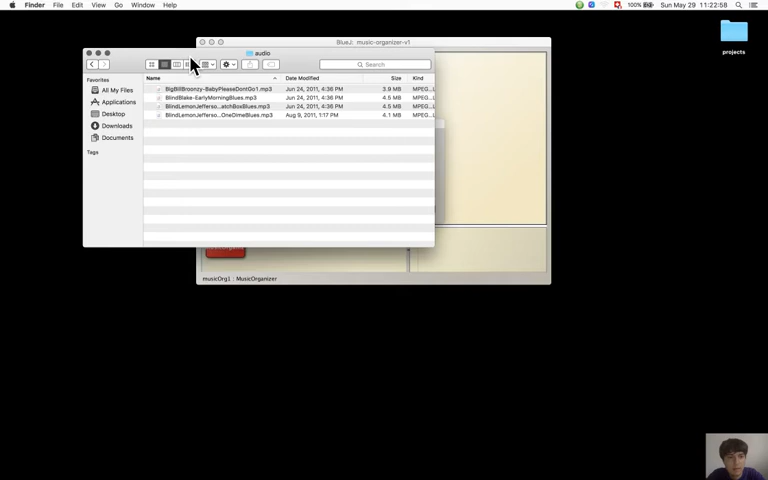 Finder File Edit View Go Window Help
100% Sun May 29 11:22:58
BlueJ: music-organizer-v1
projects
audio
Search
Favorites
All My Files
Applications
Desktop
Downloads
Documents
Tags
Name Date Modified Size Kind
BigBillBroonzy-BabyPleaseDontGo1.mp3 Jun 24, 2011, 4:36 PM 3.9 MB MPEG...L
BlindBlake-EarlyMorningBlues.mp3 Jun 24, 2011, 4:36 PM 4.5 MB MPEG...L
BlindLemonJefferso...atchBoxBlues.mp3 Jun 24, 2011, 4:36 PM 4.5 MB MPEG...L
BlindLemonJefferso...OneDimeBlues.mp3 Aug 9, 2011, 1:17 PM 4.1 MB MPEG...L
musicOrg1 : MusicOrganizer